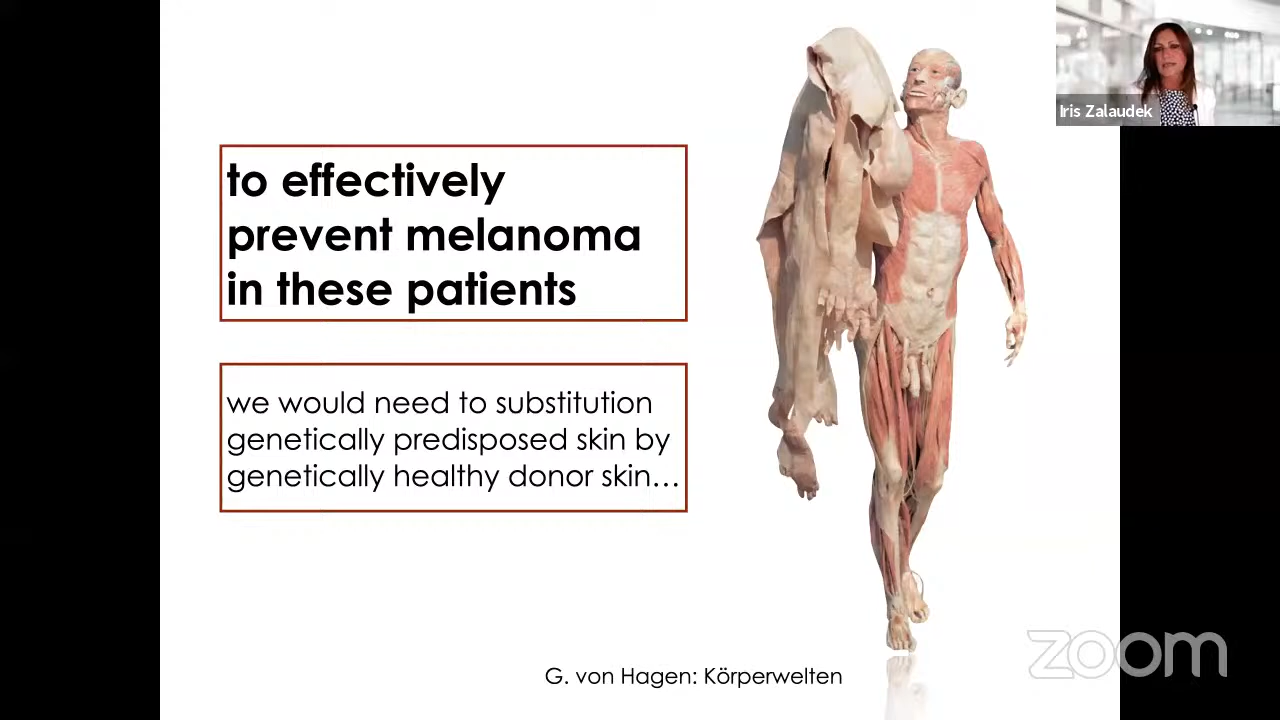 Iris Zalaudek
to effectively
prevent melanoma
in these patients
we would need to substitution
genetically predisposed skin by
genetically healthy donor skin…
G. von Hagen: Körperwelten
zoom